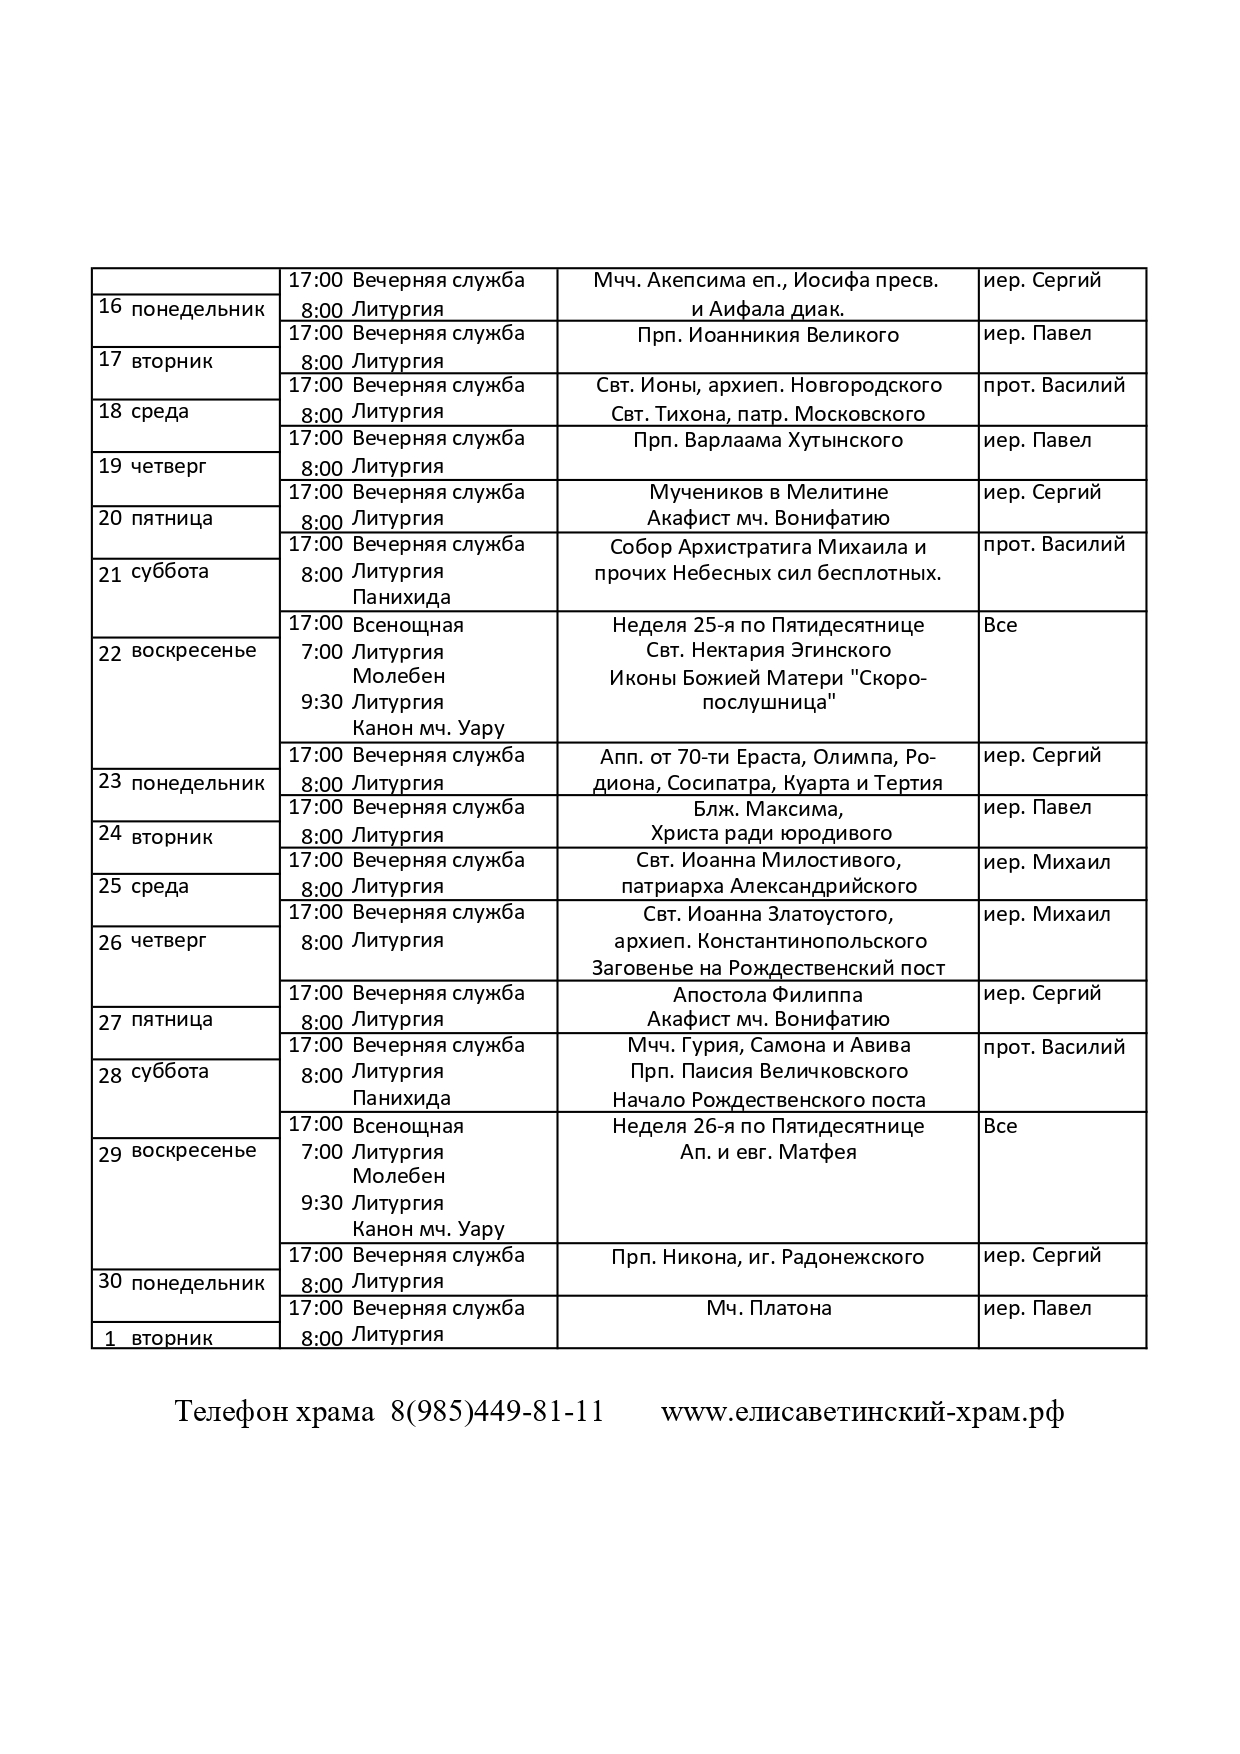 17:00 Вечерняя служба Мчч. Акепсима еп., Иосифа пресв. иер. Сергий
16 понедельник 8:00 Литургия и Аифала диак.
17:00 Вечерняя служба Прп. Иоанникия Великого иер. Павел
17 вторник 8:00 Литургия
17:00 Вечерняя служба Свт. Ионы, архиеп. Новгородского прот. Василий
18 среда 8:00 Литургия Свт. Тихона, патр. Московского
17:00 Вечерняя служба Прп. Варлаама Хутынского иер. Павел
19 четверг 8:00 Литургия
17:00 Вечерняя служба Мучеников в Мелитине иер. Сергий
20 пятница 8:00 Литургия Акафист мч. Вонифатию
17:00 Вечерняя служба Собор Архистратига Михаила и прот. Василий
21 суббота 8:00 Литургия прочих Небесных сил бесплотных.
Панихида
17:00 Всенощная Неделя 25-я по Пятидесятнице Все
22 воскресенье 7:00 Литургия Свт. Нектария Эгинского
Молебен Иконы Божией Матери "Скоро-
9:30 Литургия послушница"
Канон мч. Уару
17:00 Вечерняя служба Апп. от 70-ти Ераста, Олимпа, Ро- иер. Сергий
23 понедельник 8:00 Литургия диона, Сосипатра, Куарта и Тертия
17:00 Вечерняя служба Блж. Максима, иер. Павел
24 вторник 8:00 Литургия Христа ради юродивого
17:00 Вечерняя служба Свт. Иоанна Милостивого, иер. Михаил
25 среда 8:00 Литургия патриарха Александрийского
17:00 Вечерняя служба Свт. Иоанна Златоустого, иер. Михаил
26 четверг 8:00 Литургия архиеп. Константинопольского
Заговенье на Рождественский пост
17:00 Вечерняя служба Апостола Филиппа иер. Сергий
27 пятница 8:00 Литургия Акафист мч. Вонифатию
17:00 Вечерняя служба Мчч. Гурия, Самона и Авива прот. Василий
28 суббота 8:00 Литургия Прп. Паисия Величковского
Панихида Начало Рождественского поста
17:00 Всенощная Неделя 26-я по Пятидесятнице Все
29 воскресенье 7:00 Литургия Ап. и евг. Матфея
Молебен
9:30 Литургия
Канон мч. Уару
17:00 Вечерняя служба Прп. Никона, иг. Радонежского иер. Сергий
30 понедельник 8:00 Литургия
17:00 Вечерняя служба Мч. Платона иер. Павел
1 вторник 8:00 Литургия
Телефон храма 8(985)449-81-11 www.елисаветинский-храм.рф